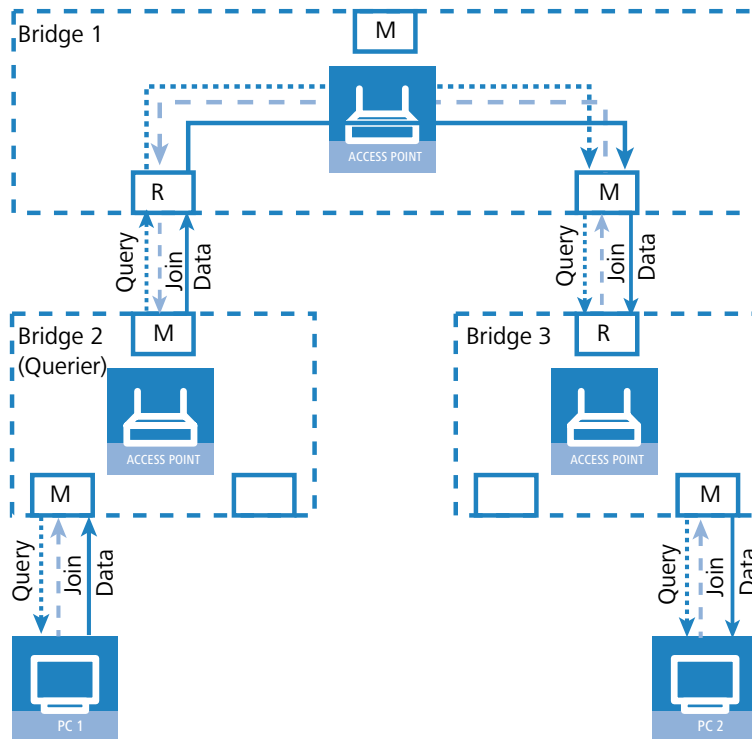 Bridge 1
M
ACCESS POINT
R
M
Query
Join
Data
Query
Join
Data
Bridge 2
(Querier)
M
ACCESS POINT
M
Bridge 3
R
ACCESS POINT
M
Query
Join
Data
Query
Join
Data
PC 1
PC 2